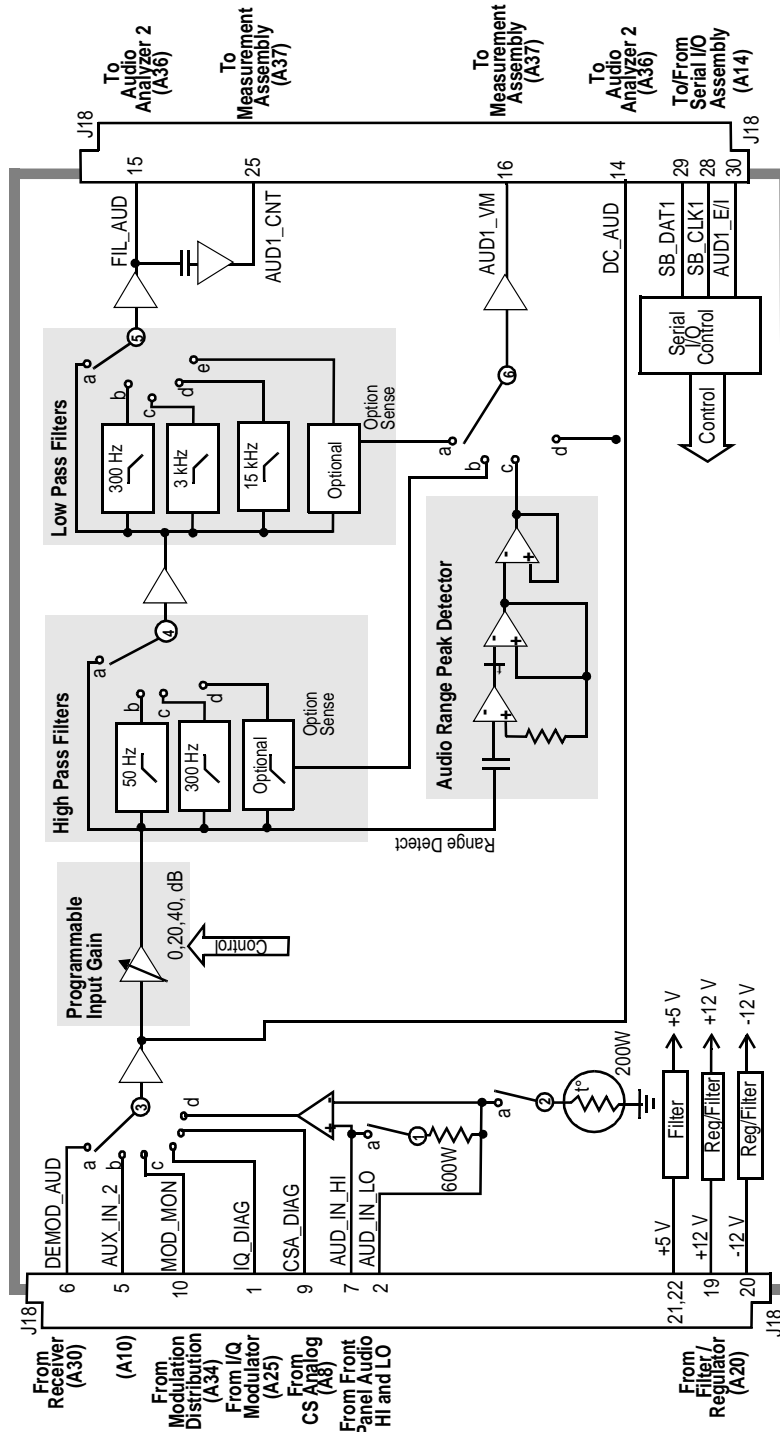 J18
From
Receiver
(A30)
6
DEMOD_AUD
(A10)
5
AUX_IN_2
From
Modulation
Distribution
(A34)
10
MOD_MON
From I/Q
Modulator
(A25)
1
IQ_DIAG
From
CS Analog
(A8)
9
CSA_DIAG
From Front
Panel Audio
HI and LO
7
AUD_IN_HI
2
AUD_IN_LO
From
Filter /
Regulator
(A20)
21,22
+5 V
Filter
+5 V
19
+12 V
Reg/Filter
+12 V
20
-12 V
Reg/Filter
-12 V
J18
a
b
c
d
3
+
-
a
1
600W
a
2
t°
200W
Programmable
Input Gain
0,20,40, dB
Control
High Pass Filters
a
b
c
d
4
50 Hz
300 Hz
Optional
Option
Sense
Range Detect
Audio Range Peak Detector
-
+
-
+
-
+
Low Pass Filters
a
b
c
d
e
5
300 Hz
3 kHz
15 kHz
Optional
Option
Sense
a
b
c
d
6
J18
FIL_AUD
15
To
Audio
Analyzer 2
(A36)
AUD1_CNT
25
To
Measurement
Assembly
(A37)
AUD1_VM
16
To
Measurement
Assembly
(A37)
DC_AUD
14
To
Audio
Analyzer 2
(A36)
Control
Serial
I/O
Control
SB_DAT1
29
SB_CLK1
28
AUD1_E/I
30
To/From
Serial I/O
Assembly
(A14)
J18